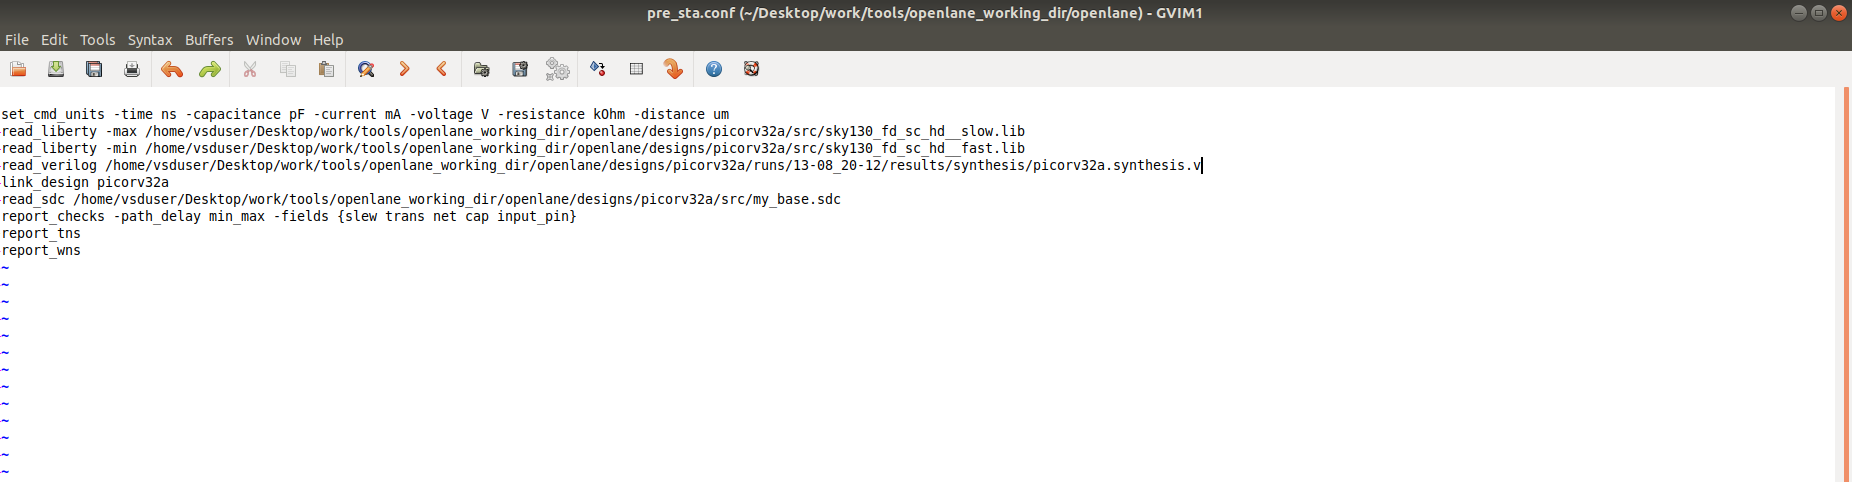 pre_sta.conf (~/Desktop/work/tools/openlane_working_dir/openlane) - GVIM1
File Edit Tools Syntax Buffers Window Help
set_cmd_units -time ns -capacitance pF -current mA -voltage V -resistance kOhm -distance um
read_liberty -max /home/vsduser/Desktop/work/tools/openlane_working_dir/openlane/designs/picorv32a/src/sky130_fd_sc_hd__slow.lib
read_liberty -min /home/vsduser/Desktop/work/tools/openlane_working_dir/openlane/designs/picorv32a/src/sky130_fd_sc_hd__fast.lib
read_verilog /home/vsduser/Desktop/work/tools/openlane_working_dir/openlane/designs/picorv32a/runs/13-08_20-12/results/synthesis/picorv32a.synthesis.v
link_design picorv32a
read_sdc /home/vsduser/Desktop/work/tools/openlane_working_dir/openlane/designs/picorv32a/src/my_base.sdc
report_checks -path_delay min_max -fields {slew trans net cap input_pin}
report_tns
report_wns
~
~
~
~
~
~
~
~
~
~
~
~
~